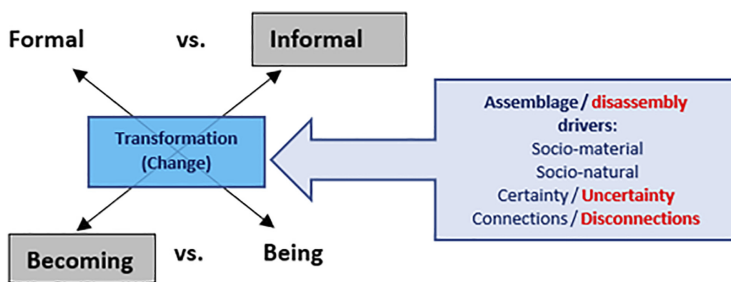 Formal vs. Informal
Assemblage / disassembly
drivers:
Socio-material
Socio-natural
Certainty / Uncertainty
Connections / Disconnections
Transformation
(Change)
Becoming vs. Being